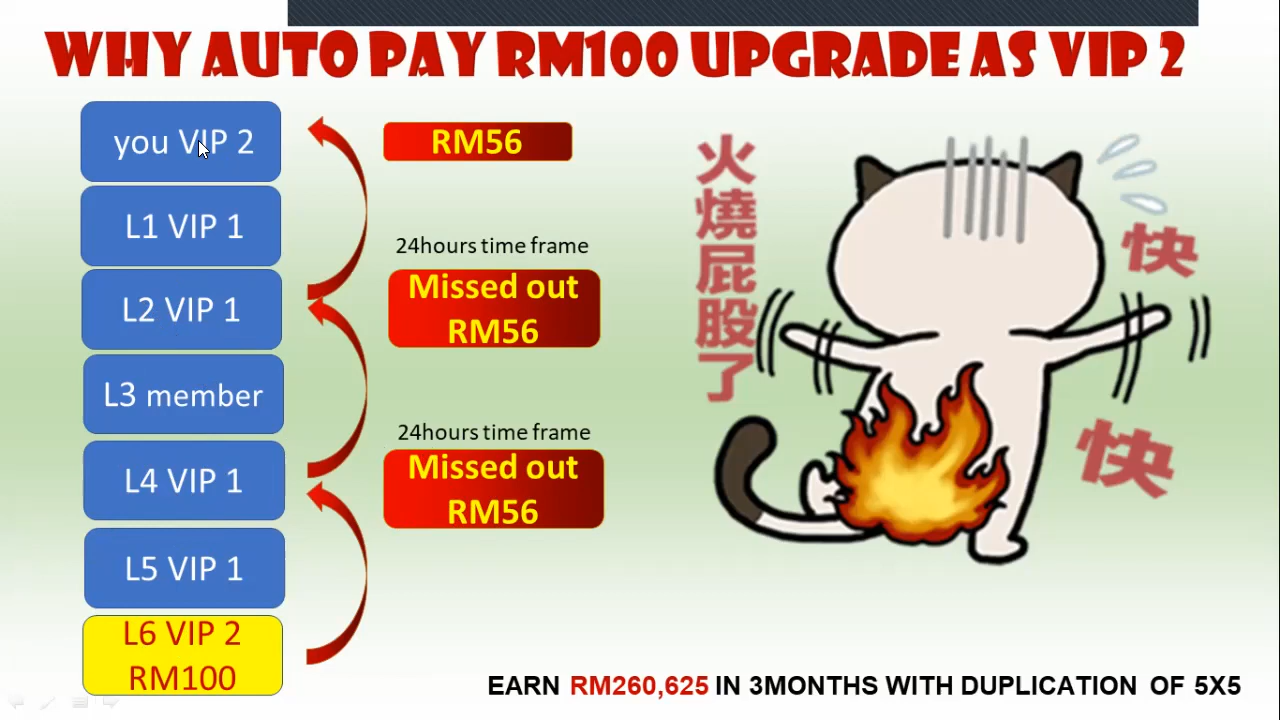 WHY AUTO PAY RM100 UPGRADE AS VIP 2
you VIP 2
L1 VIP 1
L2 VIP 1
L3 member
L4 VIP 1
L5 VIP 1
L6 VIP 2
RM100
RM56
24hours time frame
Missed out
RM56
24hours time frame
Missed out
RM56
火燒屁股了
快
快
EARN RM260,625 IN 3MONTHS WITH DUPLICATION OF 5X5